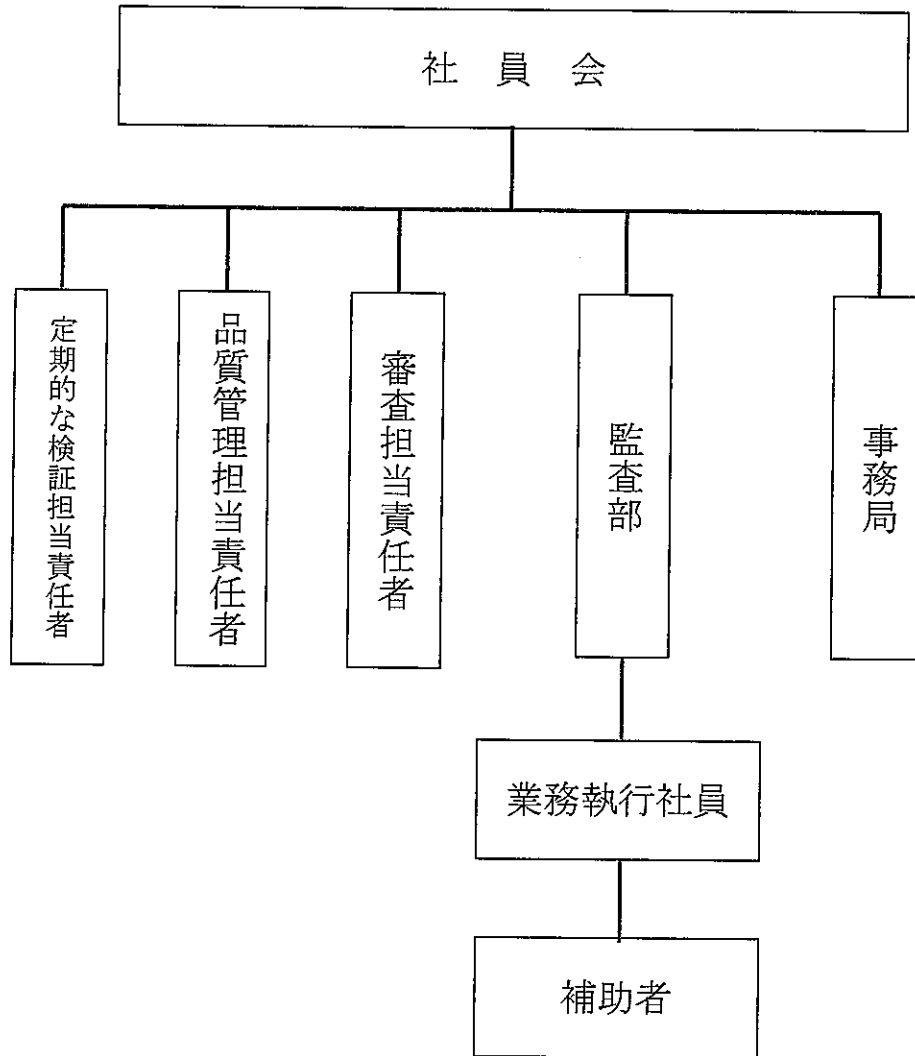 社 員 会
定期的な検証担当責任者
品質管理担当責任者
審査担当責任者
監査部
事務局
業務執行社員
補助者